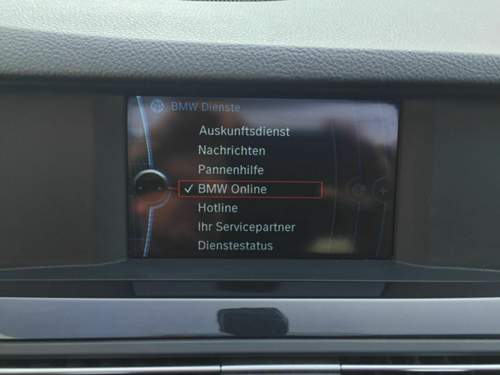 BMW Dienste
Auskunftsdienst
Nachrichten
Pannenhilfe
BMW Online
Hotline
Ihr Servicepartner
Dienstestatus